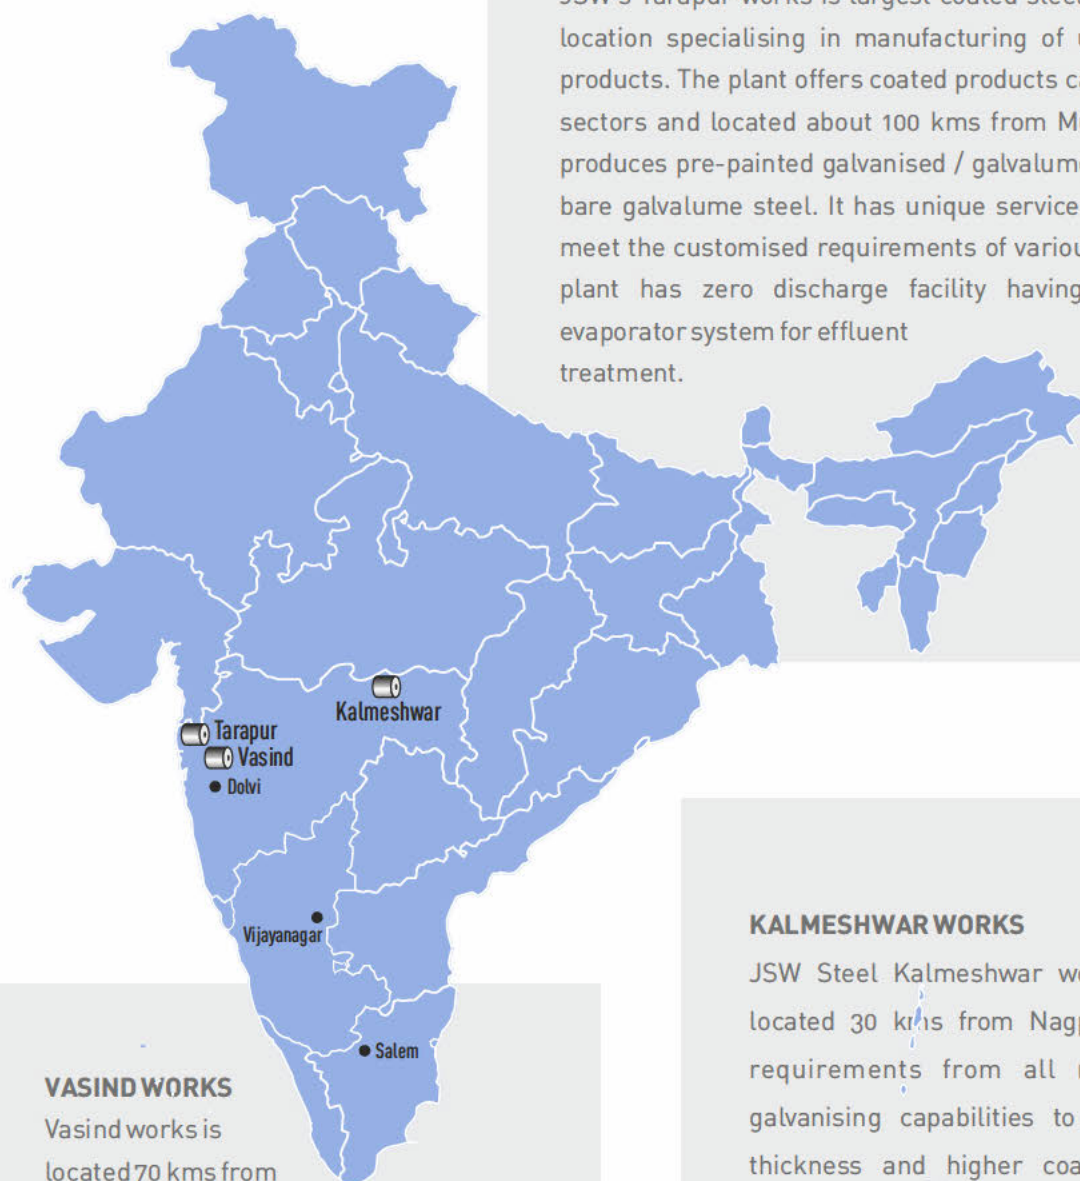 location specialising in manufacturing of
products. The plant offers coated products
sectors and located about 100 kms from
produces pre-painted galvanised /
bare galvalume steel. It has unique service
meet the customised requirements of
plant has zero discharge facility having
evaporator system for effluent
treatment.
Kalmeshwar
Tarapur
Vasind
Dolvi
Vijayanagar
Salem
KALMESHWAR WORKS
JSW Steel Kalmeshwar
located 30 kms from
requirements from all
galvanising capabilities to
thickness and higher
VASIND WORKS
Vasind works is
located 70 kms from